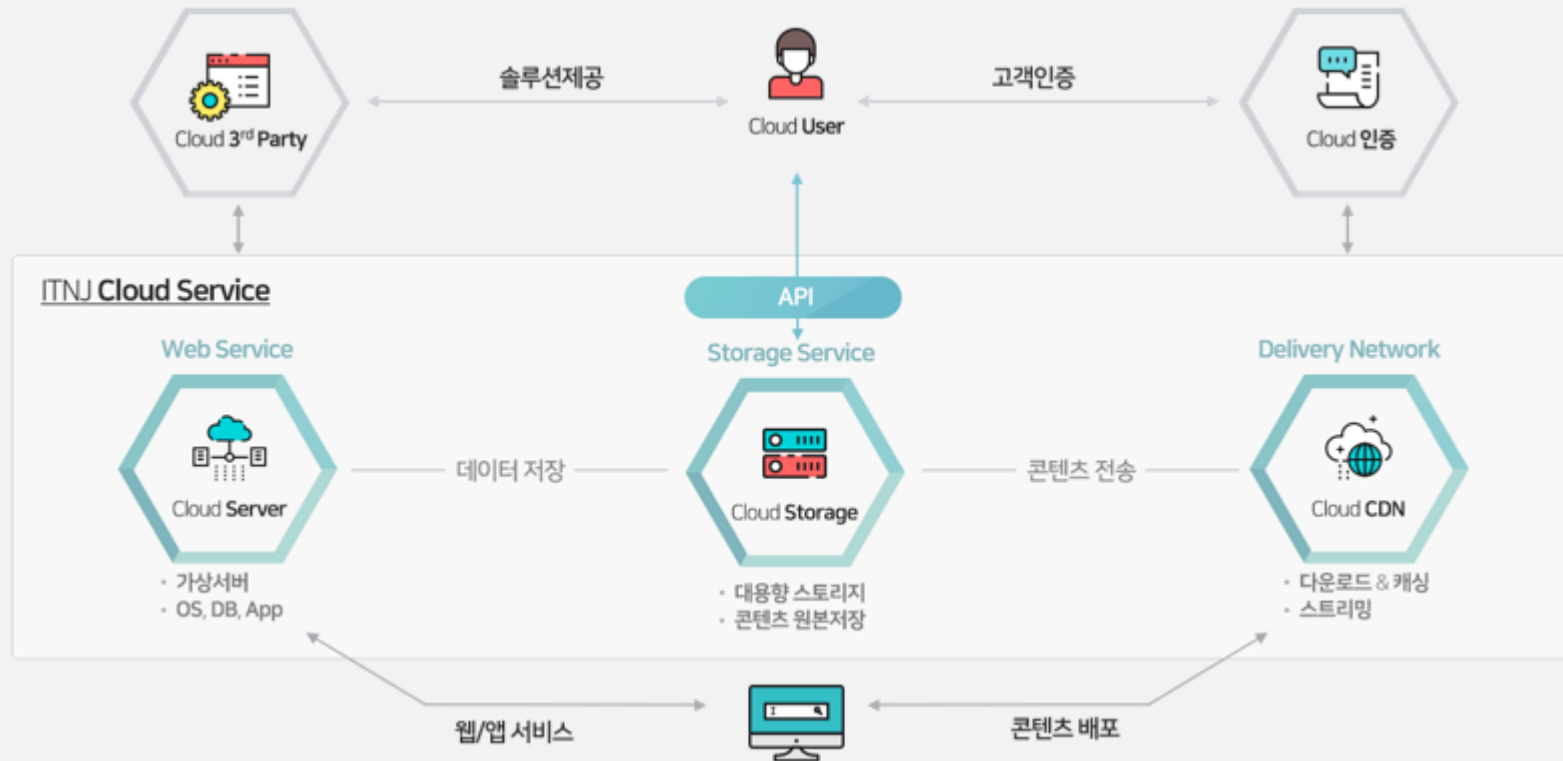 솔루션제공
고객인증
Cloud 3rd Party
Cloud User
Cloud 인증
ITNJ Cloud Service
API
Web Service
Storage Service
Delivery Network
데이터 저장
콘텐츠 전송
Cloud Server
Cloud Storage
Cloud CDN
· 가상서버
· OS, DB, App
· 대용향 스토리지
· 콘텐츠 원본저장
· 다운로드 & 캐싱
· 스트리밍
웹/앱 서비스
콘텐츠 배포